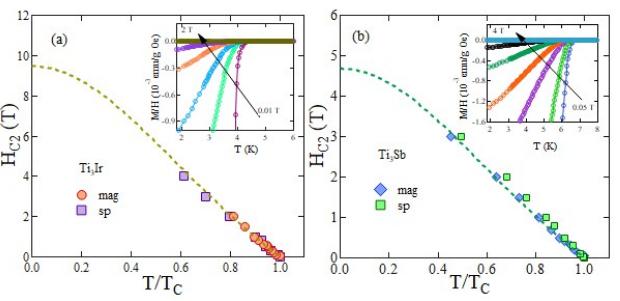 (a)
H_C2 (T)
12
10
8
6
4
2
0
0.0 0.2 0.4 0.6 0.8 1.0
T/T_C
Ti3Ir
mag
sp
M/H (10^-3 emu/g Oe)
0.0
-0.3
-0.6
-0.9
2 3 4 5 6
T (K)
2 T
0.01 T
(b)
H_C2 (T)
6
5
4
3
2
1
0
0.0 0.2 0.4 0.6 0.8 1.0
T/T_C
Ti3Sb
mag
sp
M/H (10^-3 emu/g Oe)
0.0
-0.4
-0.8
-1.2
-1.6
2 3 4 5 6 7 8
T (K)
4 T
0.05 T